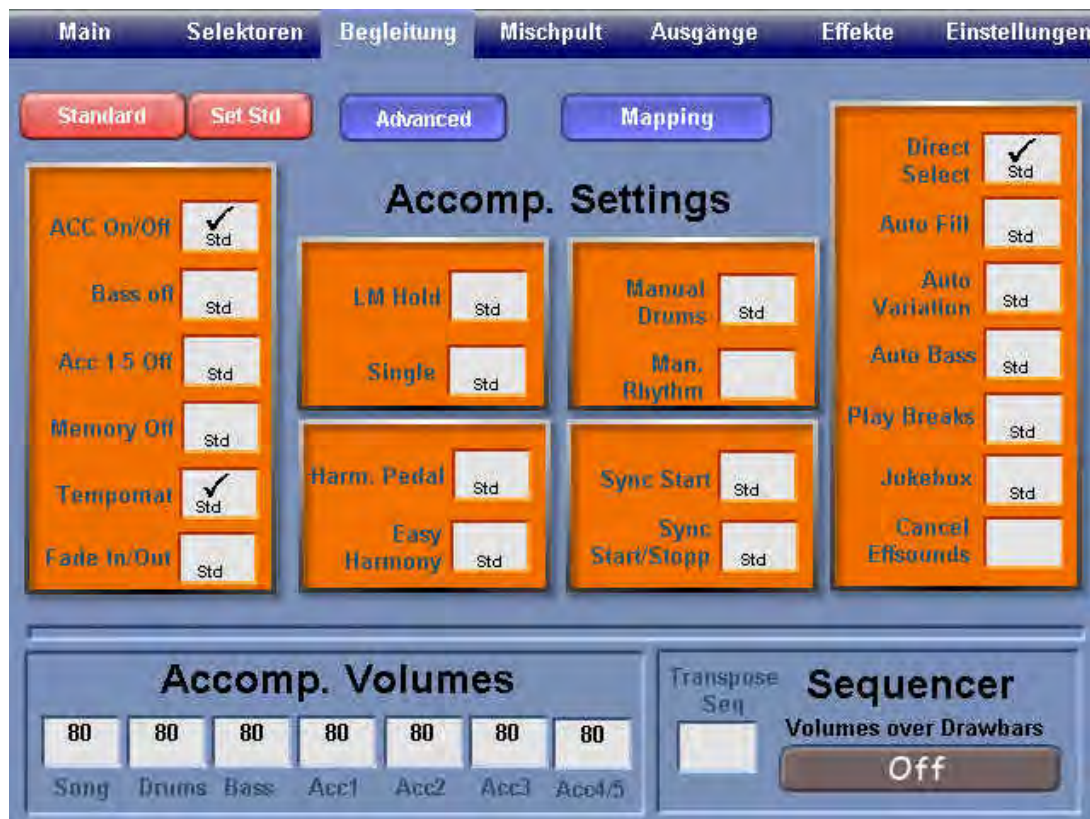 Main Selektoren Begleitung Mischpult Ausgänge Effekte Einstellungen
Standard Set Std Advanced Mapping
Accomp. Settings
ACC On/Off Std
Bass off Std
Acc 1 5 Off Std
Memory Off Std
Tempomat Std
Fade In/Out Std
LM Hold Std
Single Std
Harm. Pedal Std
Easy
Harmony Std
Manual
Drums Std
Man.
Rhythm
Sync Start Std
Sync
Start/Stopp Std
Direct
Select Std
Auto Fill Std
Auto
Variation Std
Auto Bass Std
Play Breaks Std
Jukebox Std
Cancel
Effsounds
Accomp. Volumes
80 80 80 80 80 80 80
Song Drums Bass Acc1 Acc2 Acc3 Acc4/5
Transpose
Seq
Sequencer
Volumes over Drawbars
Off